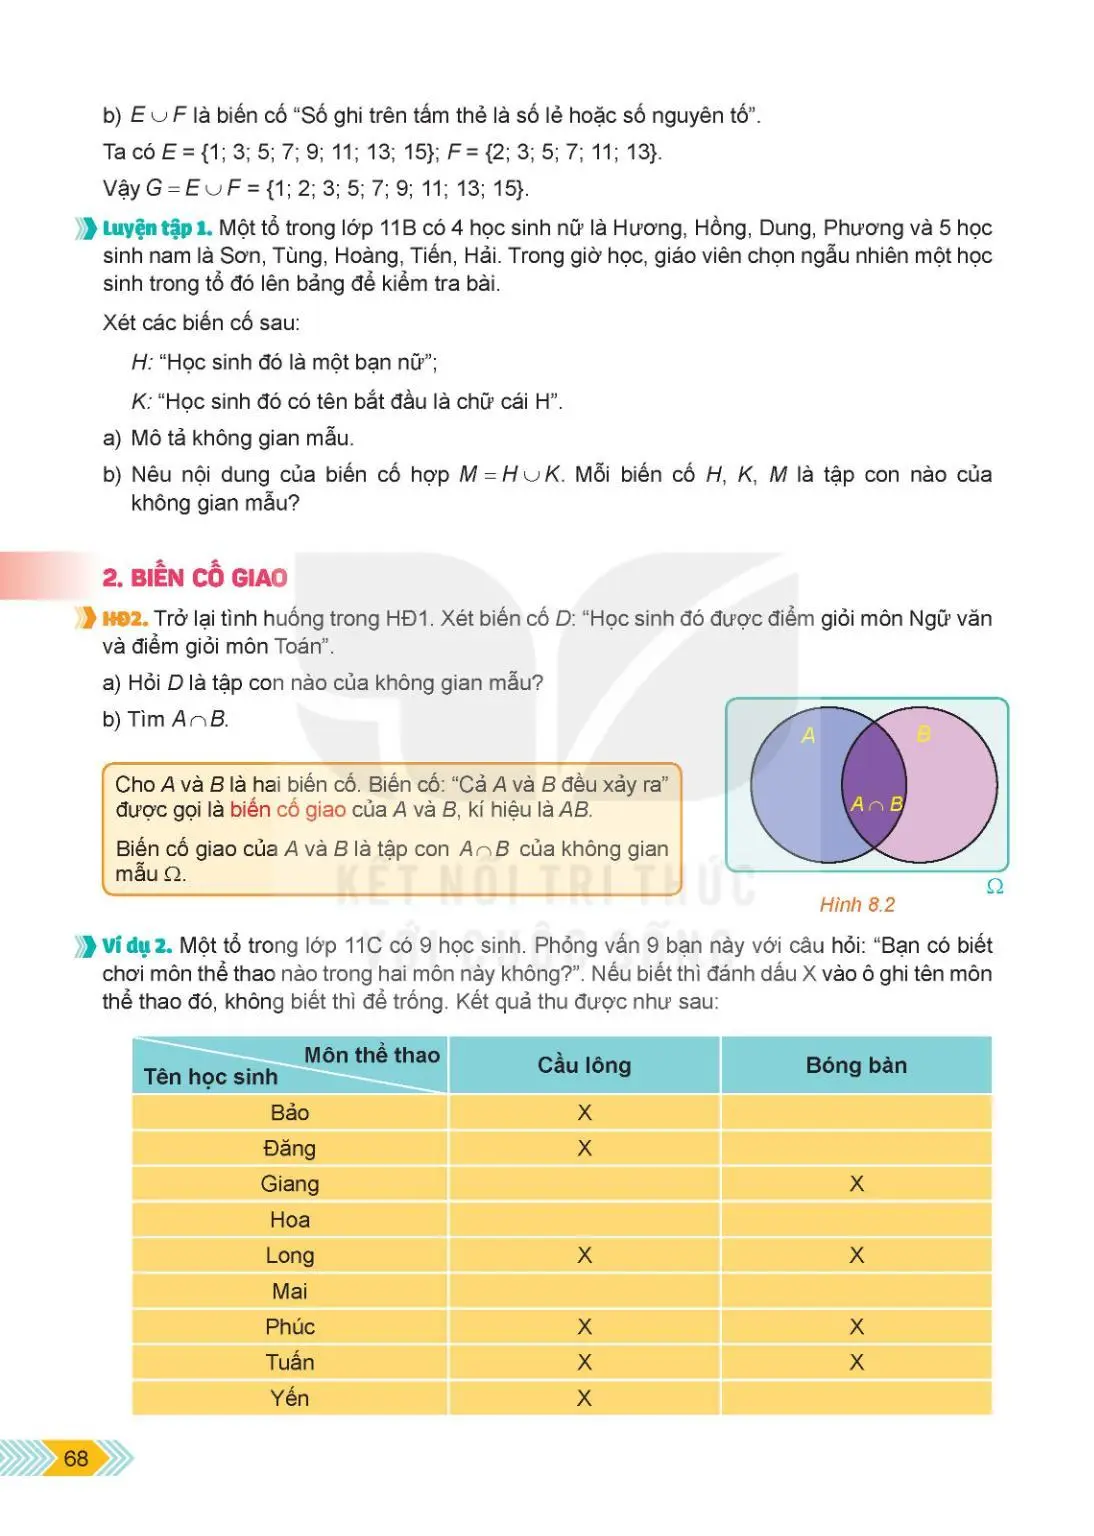 b) E ∪ F là biến cố “Số ghi trên tấm thẻ là số lẻ hoặc số nguyên tố”.
Ta có E = {1; 3; 5; 7; 9; 11; 13; 15}; F = {2; 3; 5; 7; 11; 13}.
Vậy G = E ∪ F = {1; 2; 3; 5; 7; 9; 11; 13; 15}.
Luyện tập 1. Một tổ trong lớp 11B có 4 học sinh nữ là Hương, Hồng, Dung, Phương và 5 học
sinh nam là Sơn, Tùng, Hoàng, Tiến, Hải. Trong giờ học, giáo viên chọn ngẫu nhiên một học
sinh trong tổ đó lên bảng để kiểm tra bài.
Xét các biến cố sau:
H: “Học sinh đó là một bạn nữ”;
K: “Học sinh đó có tên bắt đầu là chữ cái H”.
a) Mô tả không gian mẫu.
b) Nêu nội dung của biến cố hợp M = H ∪ K. Mỗi biến cố H, K, M là tập con nào của
không gian mẫu?
2. BIẾN CỐ GIAO
HĐ2. Trở lại tình huống trong HĐ1. Xét biến cố D: “Học sinh đó được điểm giỏi môn Ngữ văn
và điểm giỏi môn Toán”.
a) Hỏi D là tập con nào của không gian mẫu?
b) Tìm A ∩ B.
Cho A và B là hai biến cố. Biến cố: “Cả A và B đều xảy ra”
được gọi là biến cố giao của A và B, kí hiệu là AB.
Biến cố giao của A và B là tập con A ∩ B của không gian
mẫu Ω.
A
B
A ∩ B
Ω
Hình 8.2
KẾT NỐI TRI THỨC
VỚI CUỘC SỐNG
Ví dụ 2. Một tổ trong lớp 11C có 9 học sinh. Phỏng vấn 9 bạn này với câu hỏi: “Bạn có biết
chơi môn thể thao nào trong hai môn này không?”. Nếu biết thì đánh dấu X vào ô ghi tên môn
thể thao đó, không biết thì để trống. Kết quả thu được như sau:
Môn thể thao
Tên học sinh
Cầu lông
Bóng bàn
Bảo X
Đăng X
Giang X
Hoa
Long X X
Mai
Phúc X X
Tuấn X X
Yến X
68